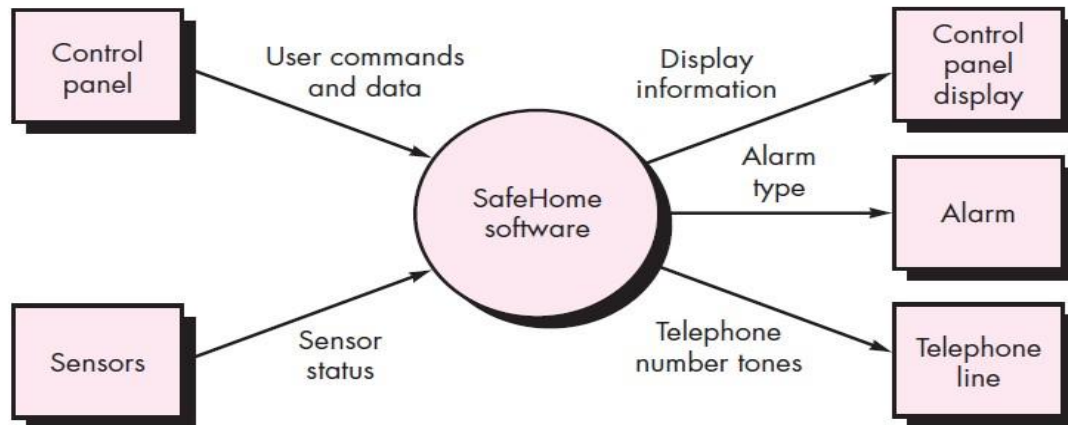 Control
panel
User commands
and data
Display
information
Control
panel
display
Alarm
type
SafeHome
software
Alarm
Sensors
Sensor
status
Telephone
number tones
Telephone
line